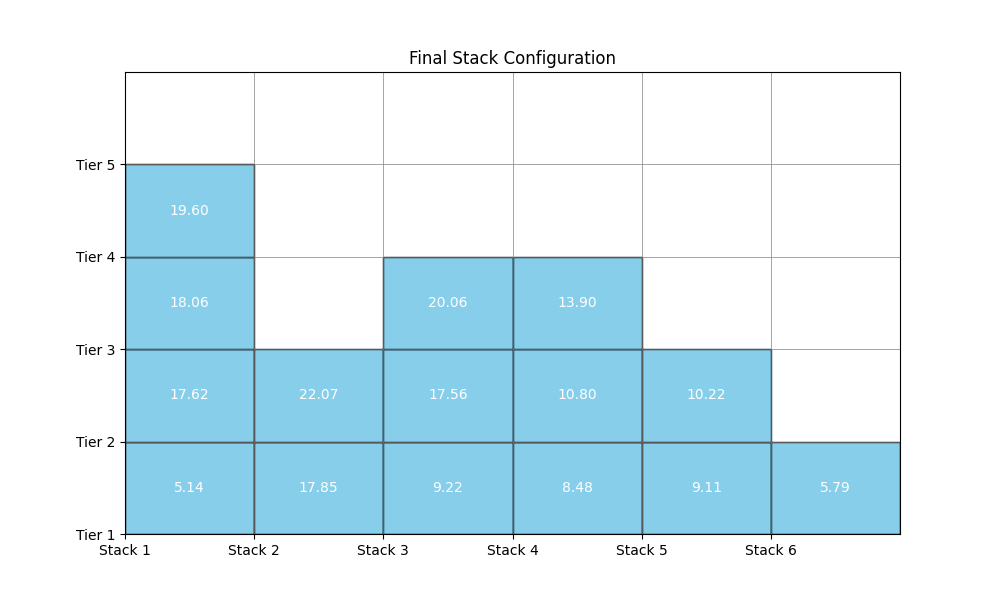 Final Stack Configuration
Tier 5
19.60
Tier 4
18.06 20.06 13.90
Tier 3
17.62 22.07 17.56 10.80 10.22
Tier 2
5.14 17.85 9.22 8.48 9.11 5.79
Tier 1
Stack 1 Stack 2 Stack 3 Stack 4 Stack 5 Stack 6